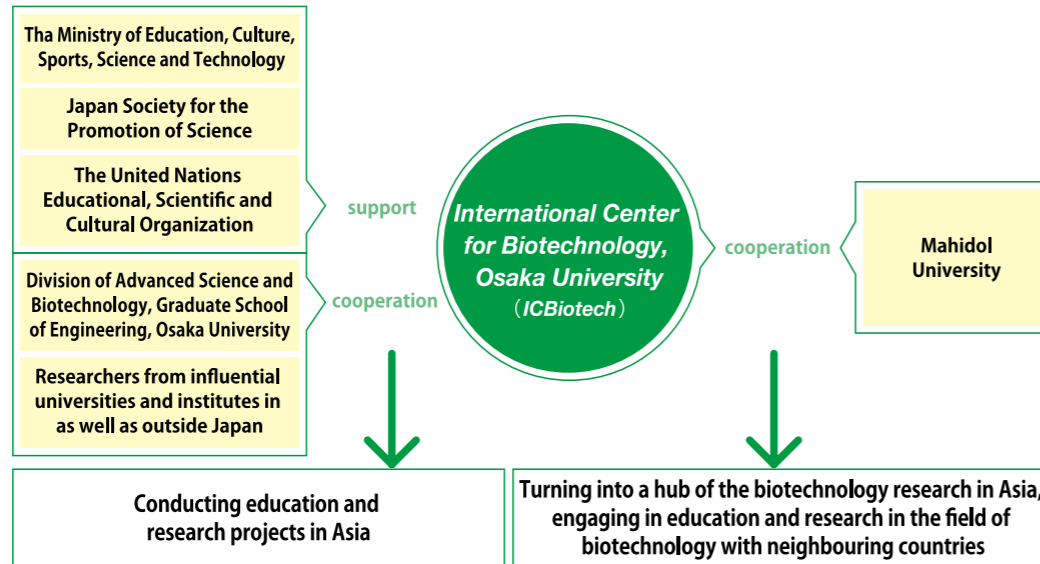 Tha Ministry of Education, Culture,
Sports, Science and Technology
Japan Society for the
Promotion of Science
The United Nations
Educational, Scientific and
Cultural Organization
support
Division of Advanced Science and
Biotechnology, Graduate School
of Engineering, Osaka University
Researchers from influential
universities and institutes in
as well as outside Japan
cooperation
International Center
for Biotechnology,
Osaka University
（ICBiotech）
cooperation
Mahidol
University
Conducting education and
research projects in Asia
Turning into a hub of the biotechnology research in Asia,
engaging in education and research in the field of
biotechnology with neighbouring countries